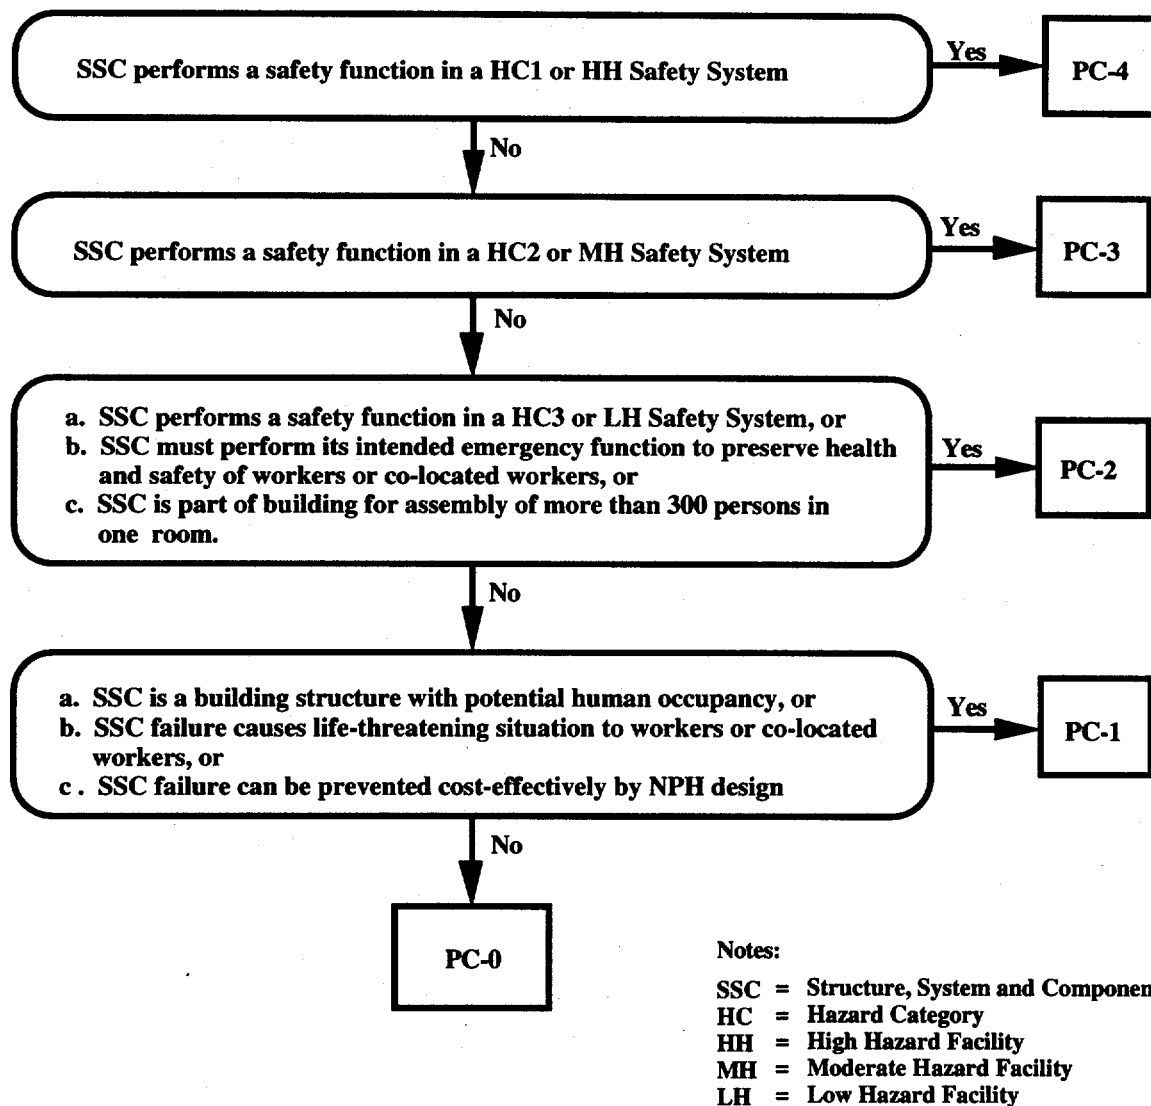 SSC performs a safety function in a HC1 or HH Safety System
Yes
PC-4
No
SSC performs a safety function in a HC2 or MH Safety System
Yes
PC-3
No
a. SSC performs a safety function in a HC3 or LH Safety System, or
b. SSC must perform its intended emergency function to preserve health
and safety of workers or co-located workers, or
c. SSC is part of building for assembly of more than 300 persons in
one room.
Yes
PC-2
No
a. SSC is a building structure with potential human occupancy, or
b. SSC failure causes life-threatening situation to workers or co-located
workers, or
c . SSC failure can be prevented cost-effectively by NPH design
Yes
PC-1
No
PC-0
Notes:
SSC = Structure, System and Componen
HC = Hazard Category
HH = High Hazard Facility
MH = Moderate Hazard Facility
LH = Low Hazard Facility